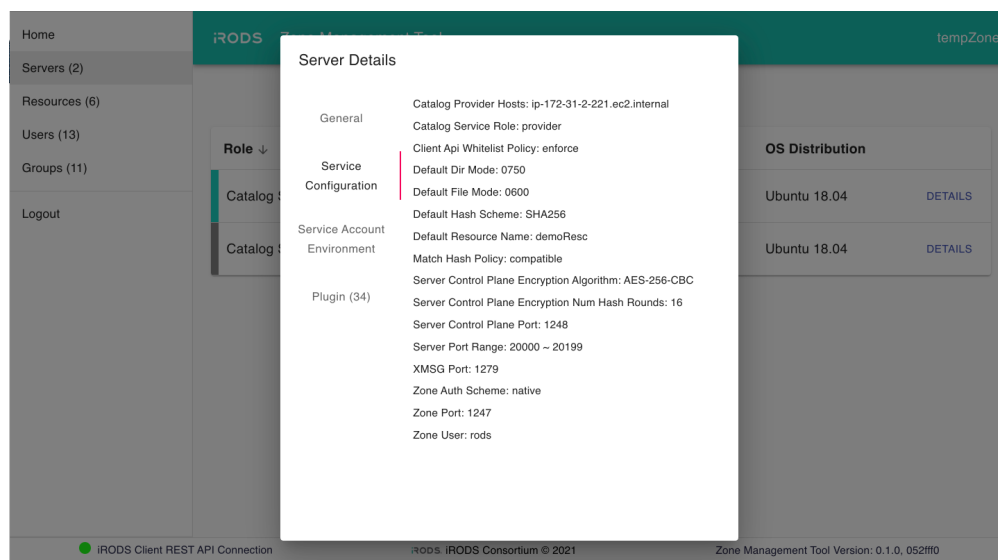 Home
Servers (2)
Resources (6)
Users (13)
Groups (11)
Logout
iRODS
tempZone
Role ↓
OS Distribution
Catalog
Ubuntu 18.04
DETAILS
Catalog
Ubuntu 18.04
DETAILS
Server Details
General
Service
Configuration
Service Account
Environment
Plugin (34)
Catalog Provider Hosts: ip-172-31-2-221.ec2.internal
Catalog Service Role: provider
Client Api Whitelist Policy: enforce
Default Dir Mode: 0750
Default File Mode: 0600
Default Hash Scheme: SHA256
Default Resource Name: demoResc
Match Hash Policy: compatible
Server Control Plane Encryption Algorithm: AES-256-CBC
Server Control Plane Encryption Num Hash Rounds: 16
Server Control Plane Port: 1248
Server Port Range: 20000 ~ 20199
XMSG Port: 1279
Zone Auth Scheme: native
Zone Port: 1247
Zone User: rods
iRODS Client REST API Connection
iRODS. iRODS Consortium © 2021
Zone Management Tool Version: 0.1.0, 052fff0